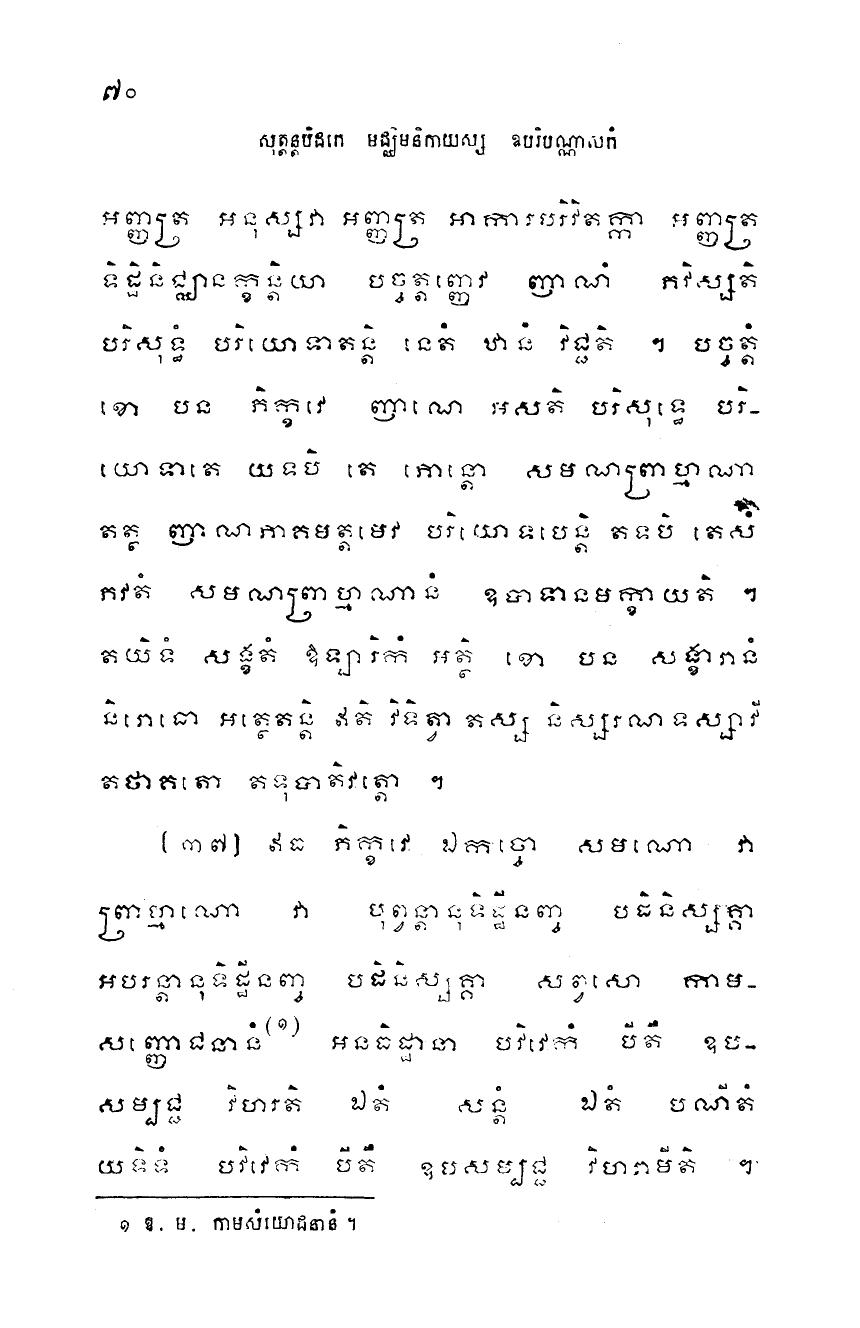 ៧០
សុត្តន្តបិដកេ មជ្ឈិមនិកាយស្ស ឧបរិបណ្ណាសកំ
អញ្ញត្រ អនុស្សវា អញ្ញត្រ អាការបរិវិតក្កា អញ្ញត្រ
ទិដ្ឋិនិជ្ឈានក្ខន្តិយា បច្ចត្តញ្ញេវ ញាណំ ភវិស្សតិ
បរិសុទ្ធំ បរិយោទាតន្តិ នេតំ ឋានំ វិជ្ជតិ ។ បច្ចត្តំ
ខោ បន ភិក្ខវេ ញាណេ អសតិ បរិសុទ្ធេ បរិ-
យោទាតេ យទបិ តេ ភោន្តោ សមណព្រាហ្មណា
តត្ថ ញាណភាគមត្តមេវ បរិយោទបេន្តិ តទបិ តេសំ
ភវតំ សមណព្រាហ្មណានំ ឧបាទានមក្ខាយតិ ។
តយិទំ សង្ខតំ ឱឡារិកំ អត្ថិ ខោ បន សង្ខារានំ
និរោធោ អត្ថេតន្តិ ឥតិ វិទិត្វា តស្ស និស្សរណទស្សាវី
តថាគតោ តទុបាតិវត្តោ ។
(៣៧) ឥធ ភិក្ខវេ ឯកច្ចោ សមណោ វា
ព្រាហ្មណោ វា បុព្វន្តានុទិដ្ឋីនញ្ច បដិនិស្សគ្គា
អបរន្តានុទិដ្ឋីនញ្ច បដិនិស្សគ្គា សព្វសោ កាម-
សញ្ញោជនានំ(១) អនធិដ្ឋានា បវិវេកំ បីតឹ ឧប-
សម្បជ្ជ វិហរតិ ឯតំ សន្តំ ឯតំ បណីតំ
យទិទំ បវិវេកំ បីតឹ ឧបសម្បជ្ជ វិហរាមីតិ ។
១ ឱ. ម. កាមសំយោជនានំ ។